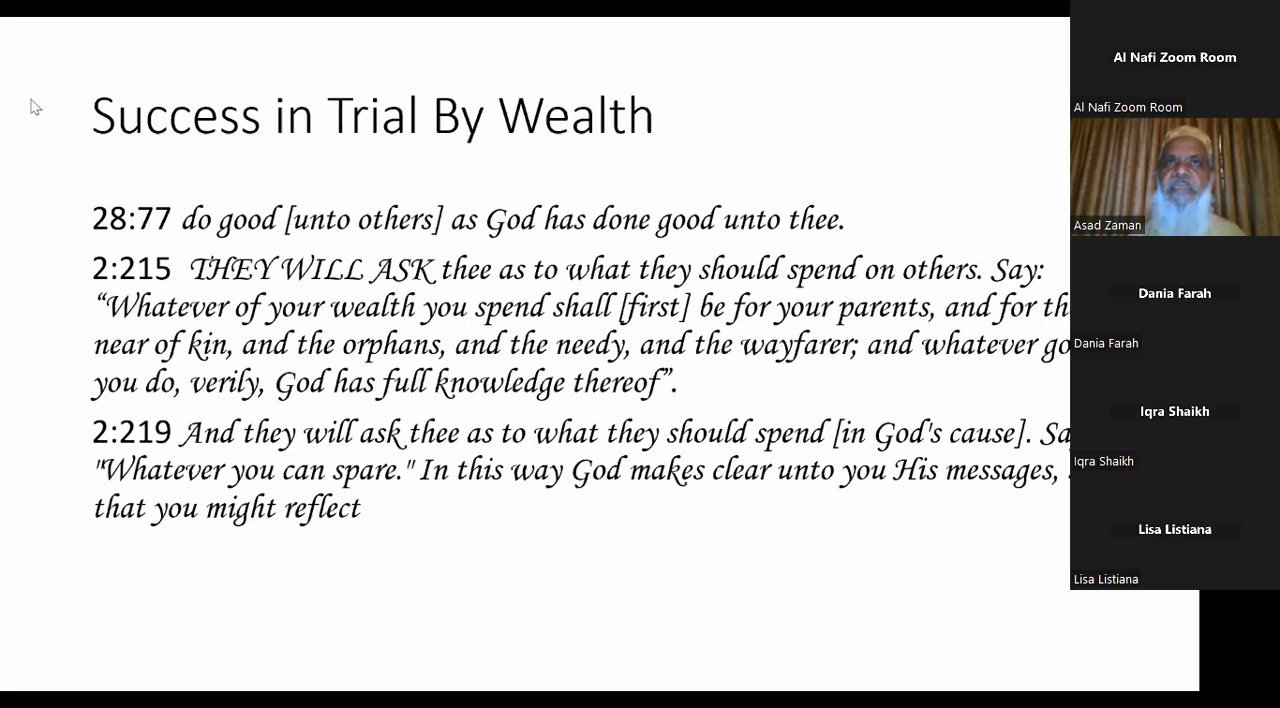 Success in Trial By Wealth
28:77 do good [unto others] as God has done good unto thee.
2:215 THEY WILL ASK thee as to what they should spend on others. Say:
“Whatever of your wealth you spend shall [first] be for your parents, and for
near of kin, and the orphans, and the needy, and the wayfarer; and whatever
you do, verily, God has full knowledge thereof”.
2:219 And they will ask thee as to what they should spend [in God's cause].
"Whatever you can spare." In this way God makes clear unto you His messages,
that you might reflect
Al Nafi Zoom Room
Al Nafi Zoom Room
Asad Zaman
Dania Farah
Dania Farah
Iqra Shaikh
Iqra Shaikh
Lisa Listiana
Lisa Listiana